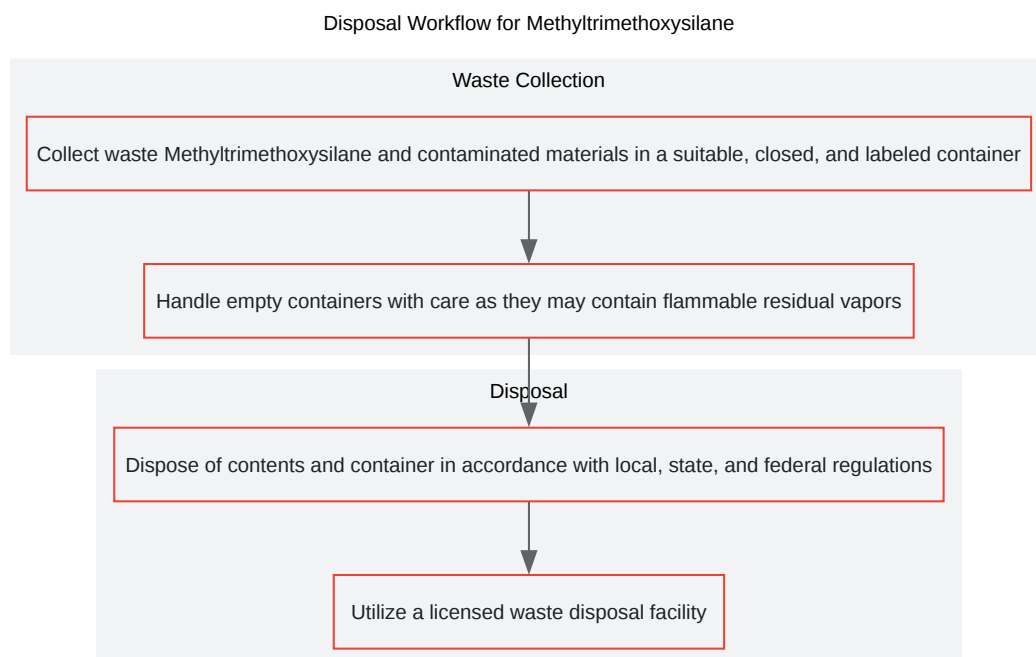 Disposal Workflow for Methyltrimethoxysilane
Waste Collection
Collect waste Methyltrimethoxysilane and contaminated materials in a suitable, closed, and labeled container
Handle empty containers with care as they may contain flammable residual vapors
Disposal
Dispose of contents and container in accordance with local, state, and federal regulations
Utilize a licensed waste disposal facility